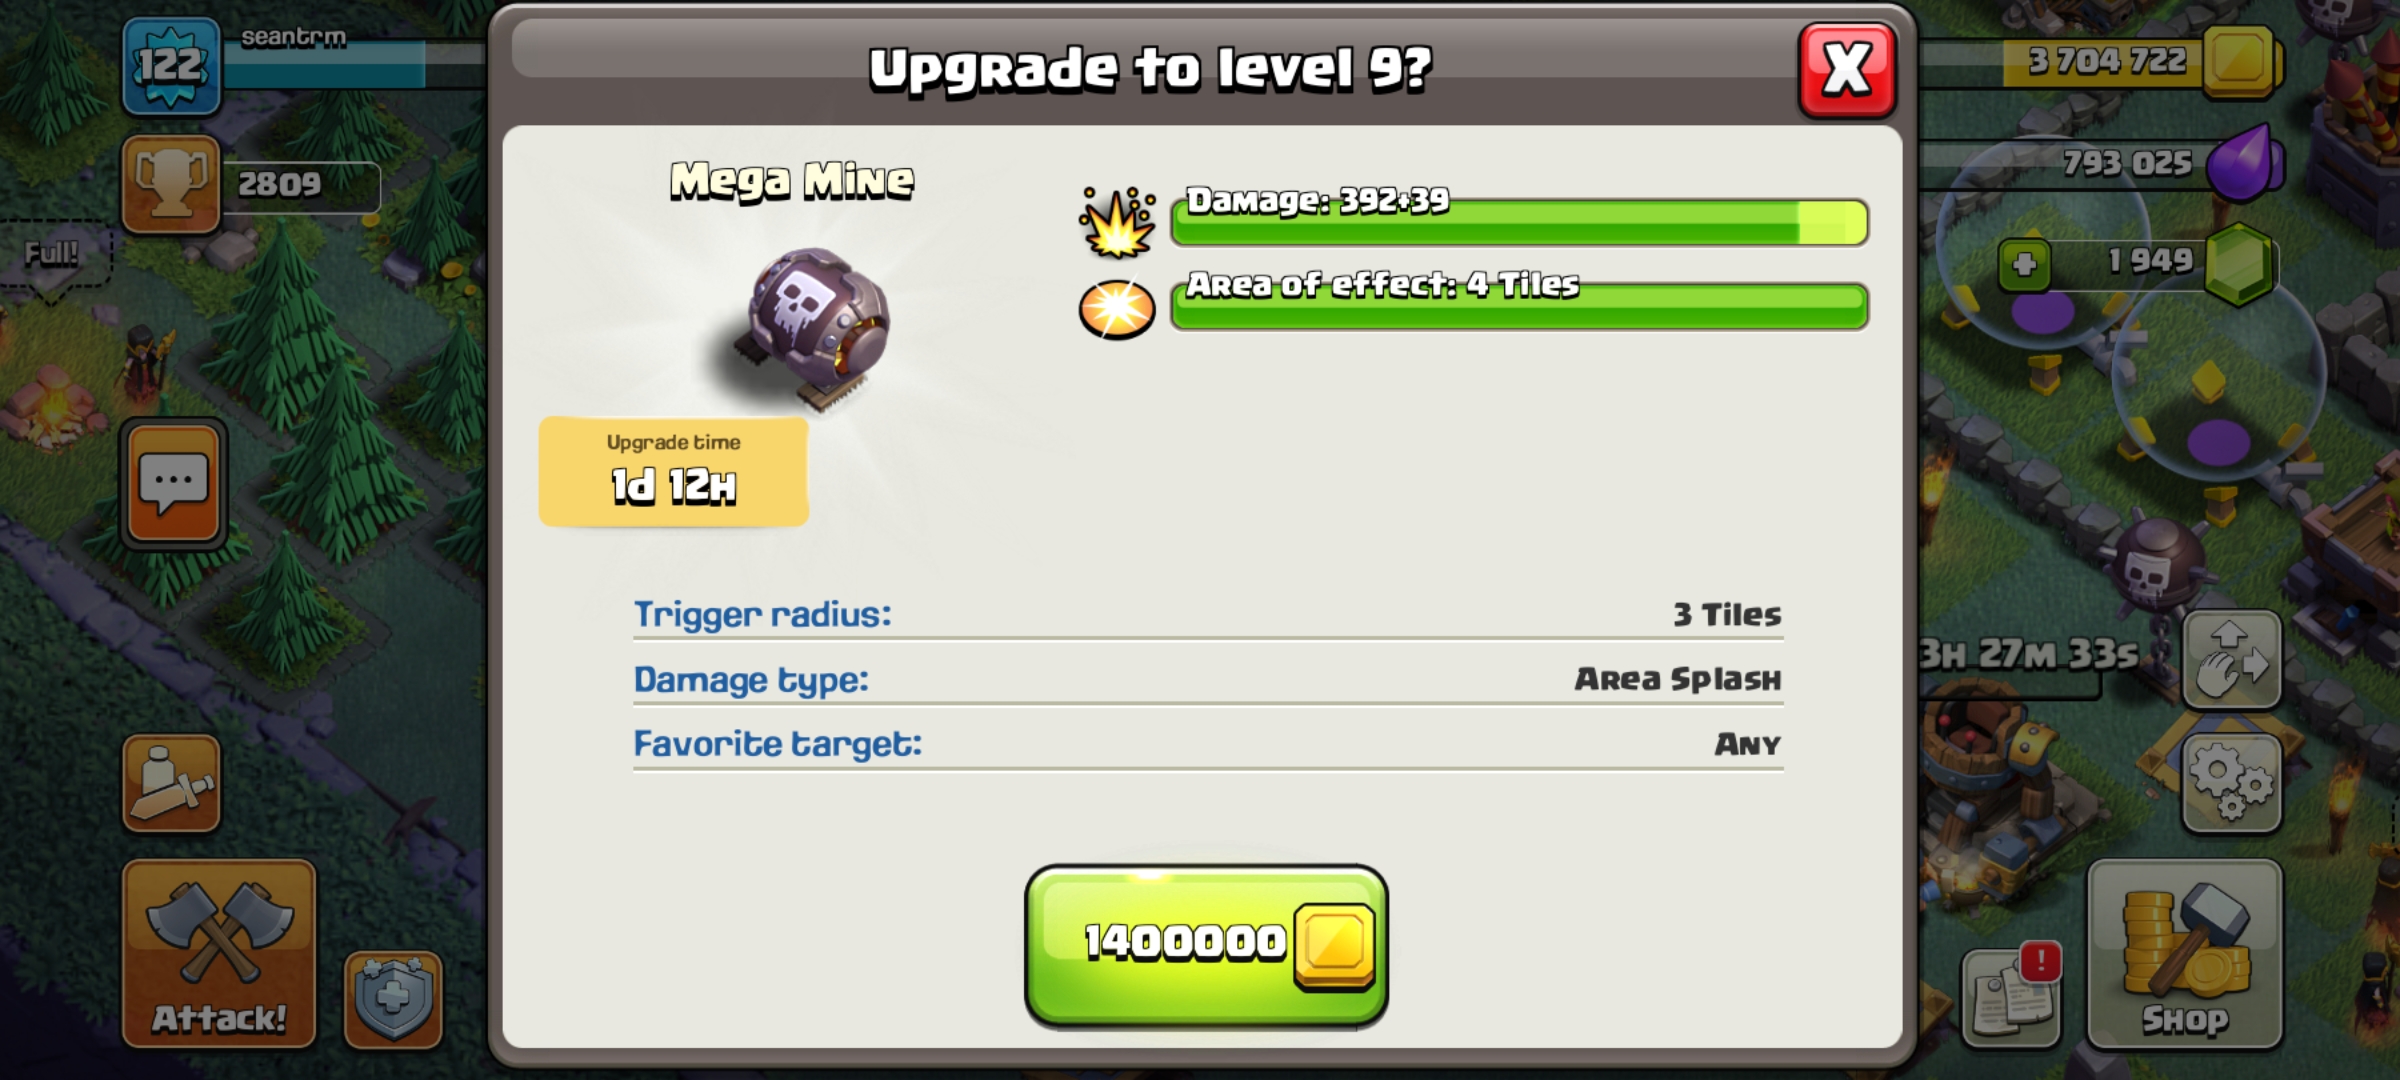 122
seantrm
2809
Full!
Upgrade to level 9?
X
Mega Mine
Damage: 392+39
Area of effect: 4 Tiles
Upgrade time
1d 12H
Trigger radius: 3 Tiles
Damage type: Area Splash
Favorite target: Any
1400000
3 704 722
793 025
1 949
3H 27M 33s
Attack!
!
Shop